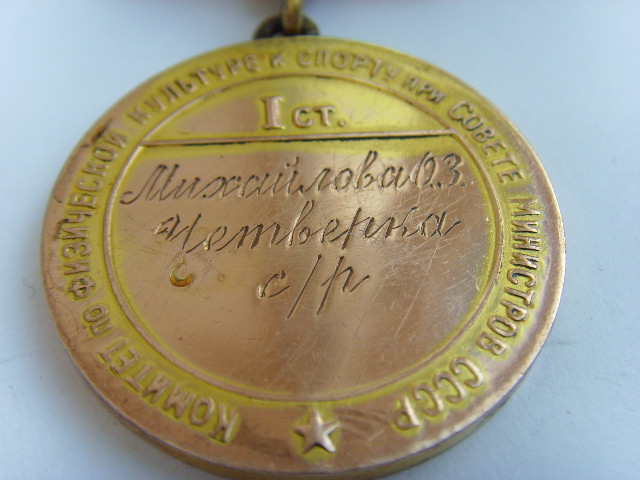 КОМИТЕТ ПО ФИЗИЧЕСКОЙ КУЛЬТУРЕ И СПОРТУ ПРИ СОВЕТЕ МИНИСТРОВ СССР
I СТ.
Михайлова О.З.
Четверка
с/р